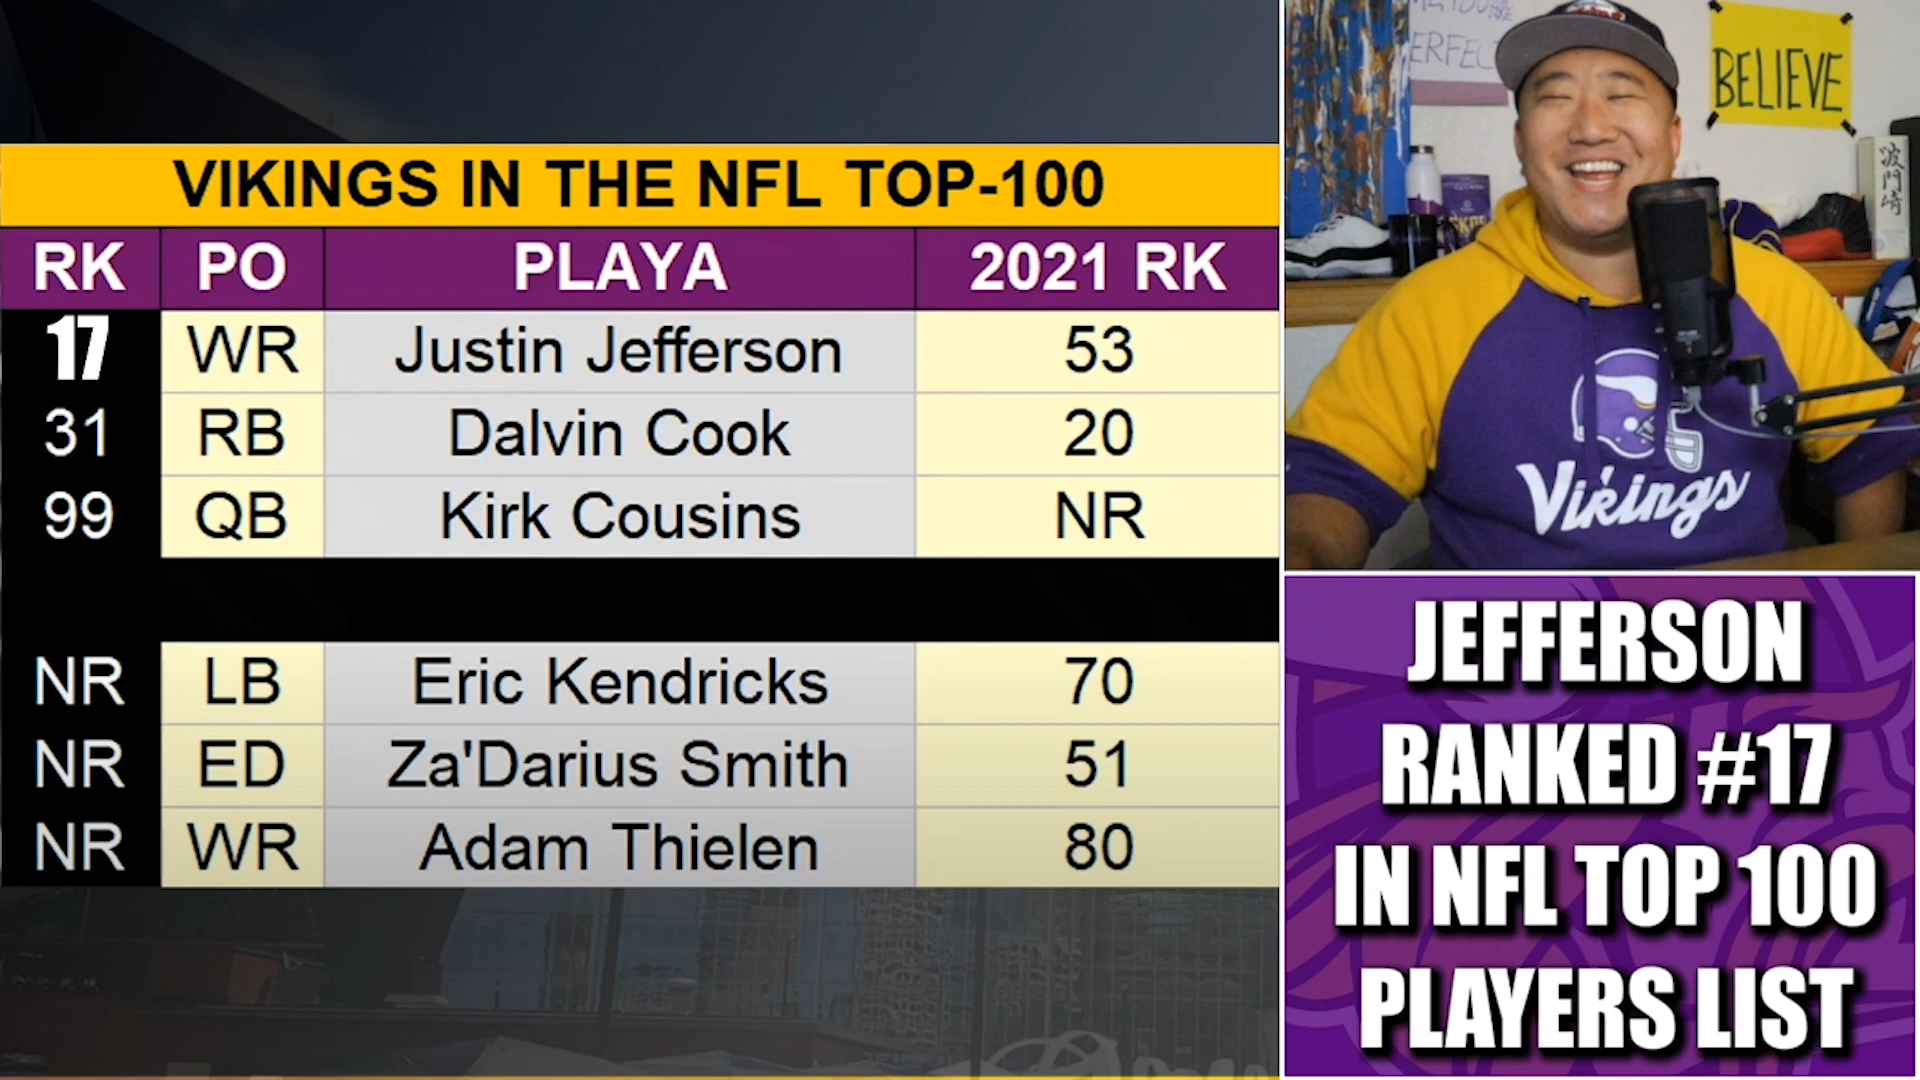 VIKINGS IN THE NFL TOP-100
RK PO PLAYA 2021 RK
17 WR Justin Jefferson 53
31 RB Dalvin Cook 20
99 QB Kirk Cousins NR
NR LB Eric Kendricks 70
NR ED Za'Darius Smith 51
NR WR Adam Thielen 80
BELIEVE
Vikings
JEFFERSON
RANKED #17
IN NFL TOP 100
PLAYERS LIST